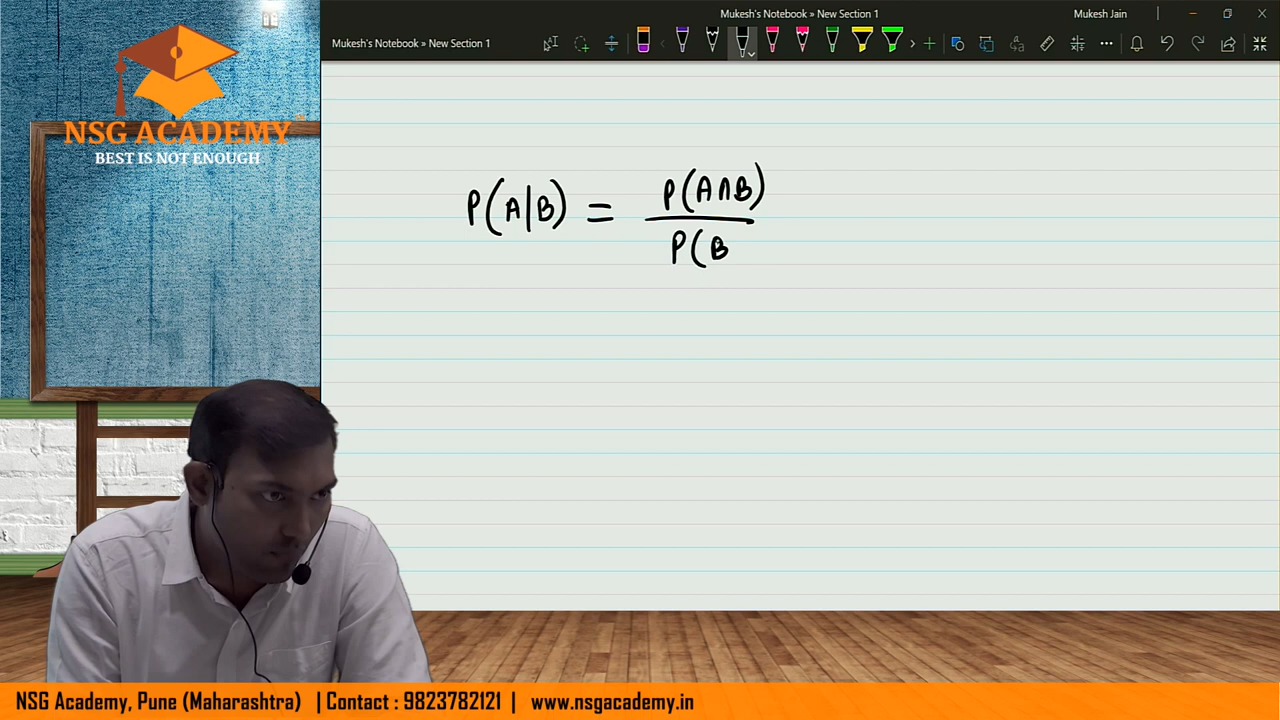 NSG ACADEMY
BEST IS NOT ENOUGH
Mukesh's Notebook » New Section 1
Mukesh Jain
Mukesh's Notebook » New Section 1
P(A|B) = P(A∩B)
P(B
NSG Academy, Pune (Maharashtra) | Contact : 9823782121 | www.nsgacademy.in